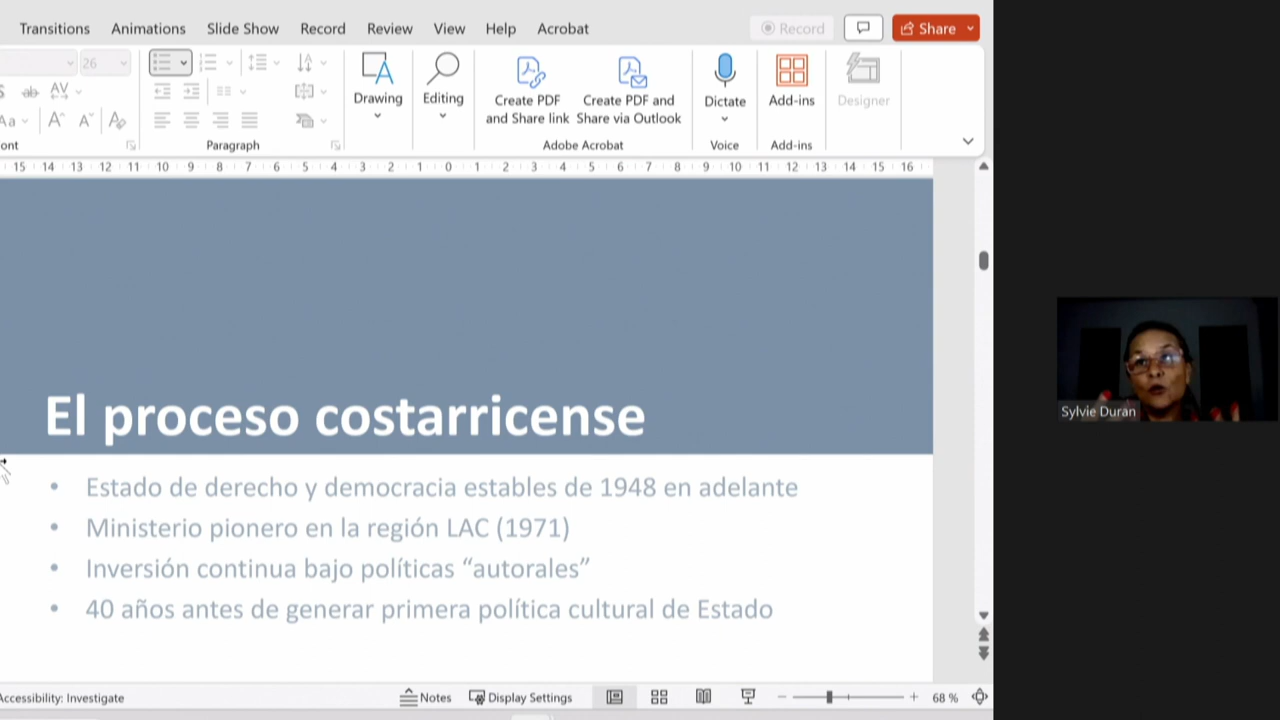 Transitions Animations Slide Show Record Review View Help Acrobat Record Share
26
Aa
Drawing Editing Create PDF and Share link Create PDF and Share via Outlook Dictate Add-ins Designer
ont Paragraph Adobe Acrobat Voice Add-ins
15 14 13 12 11 10 9 8 7 6 5 4 3 2 1 0 1 2 3 4 5 6 7 8 9 10 11 12 13 14 15 16
El proceso costarricense
• Estado de derecho y democracia estables de 1948 en adelante
• Ministerio pionero en la región LAC (1971)
• Inversión continua bajo políticas “autorales”
• 40 años antes de generar primera política cultural de Estado
Sylvie Duran
Accessibility: Investigate Notes Display Settings 68 %